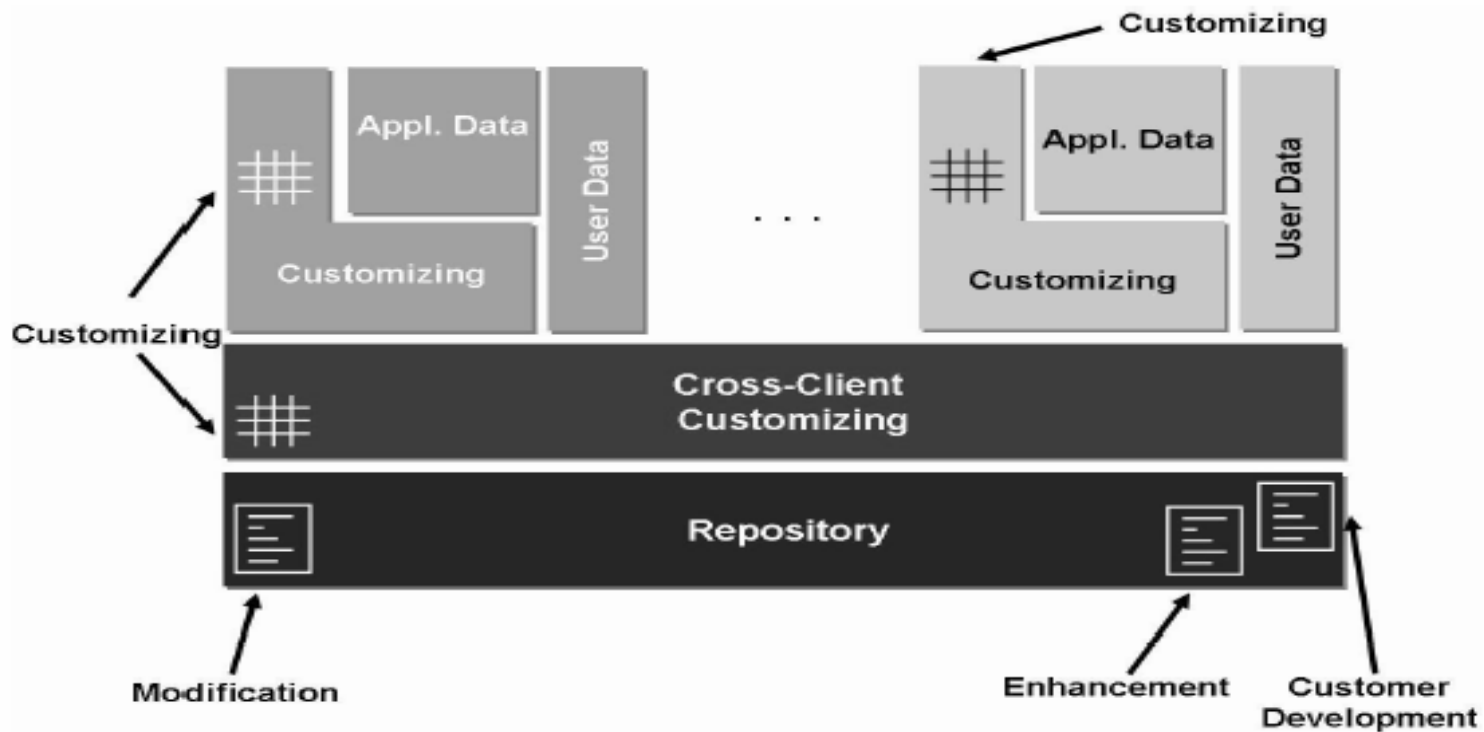 Customizing
Appl. Data
User Data
Customizing
. . .
Appl. Data
User Data
Customizing
Customizing
Cross-Client
Customizing
Repository
Modification
Enhancement
Customer
Development